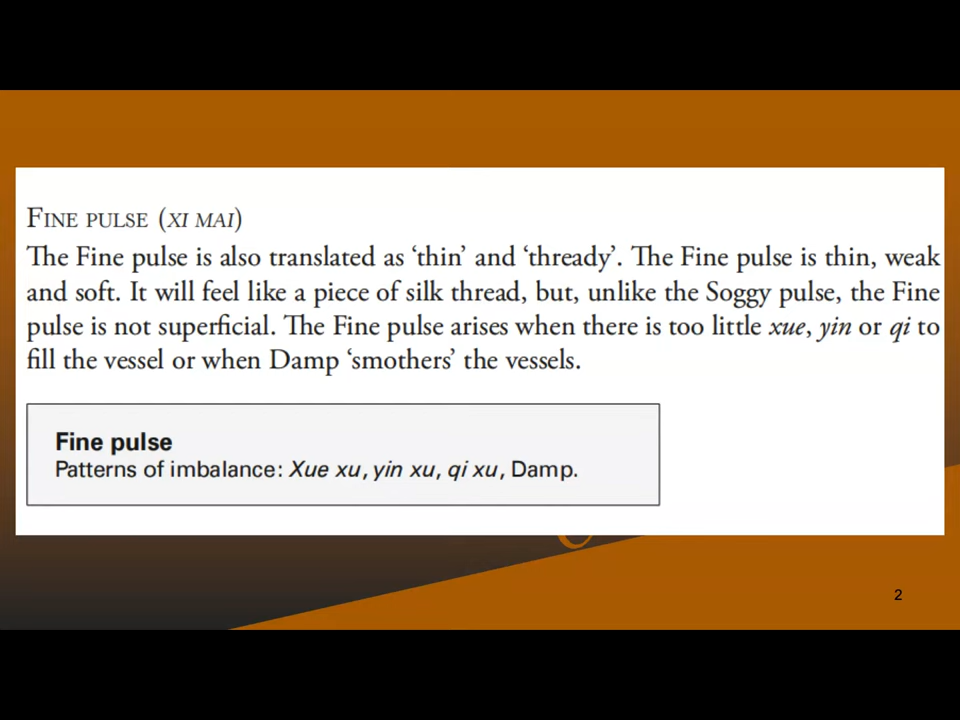 FINE PULSE (XI MAI)
The Fine pulse is also translated as ‘thin’ and ‘thready’. The Fine pulse is thin, weak
and soft. It will feel like a piece of silk thread, but, unlike the Soggy pulse, the Fine
pulse is not superficial. The Fine pulse arises when there is too little xue, yin or qi to
fill the vessel or when Damp ‘smothers’ the vessels.
Fine pulse
Patterns of imbalance: Xue xu, yin xu, qi xu, Damp.
2